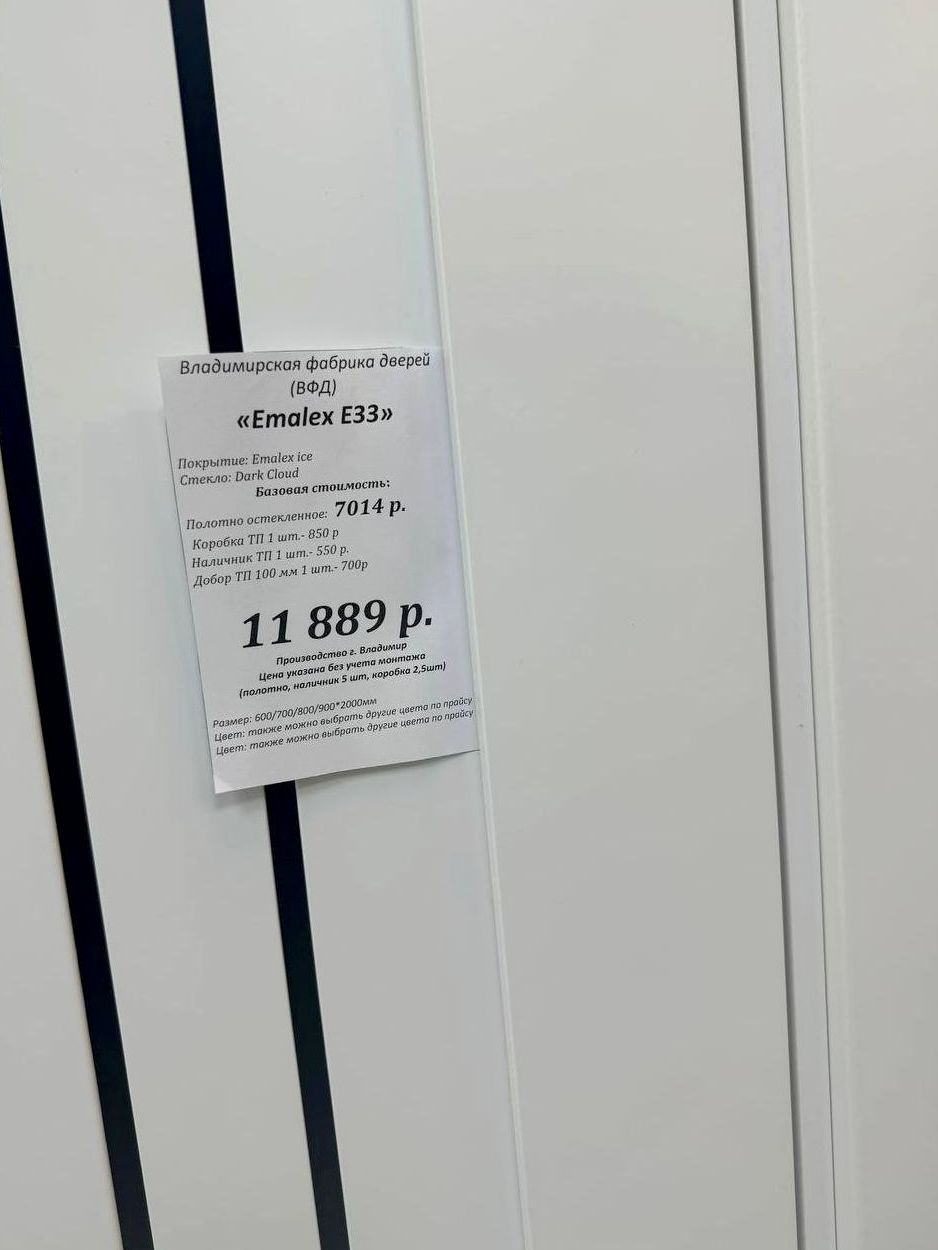 Владимирская фабрика дверей
(ВФД)
«Emalex E33»
Покрытие: Emalex ice
Стекло: Dark Cloud
Базовая стоимость:
Полотно остекленное: 7014 р.
Коробка ТП 1 шт.- 850 р
Наличник ТП 1 шт.- 550 р.
Добор ТП 100 мм 1 шт.- 700р
11 889 р.
Производство г. Владимир
Цена указана без учета монтажа
(полотно, наличник 5 шт, коробка 2,5шт)
Размер: 600/700/800/900*2000мм
Цвет: также можно выбрать другие цвета по прайсу
Цвет: также можно выбрать другие цвета по прайсу